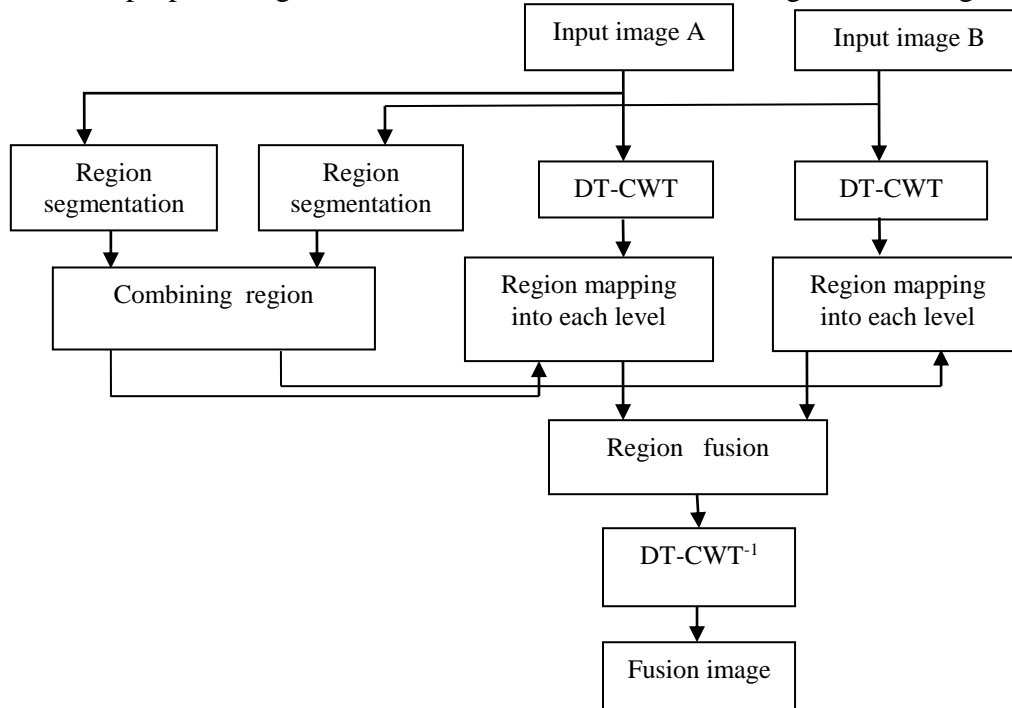 Input image A
Input image B
Region
segmentation
Region
segmentation
DT-CWT
DT-CWT
Combining region
Region mapping
into each level
Region mapping
into each level
Region fusion
DT-CWT⁻¹
Fusion image